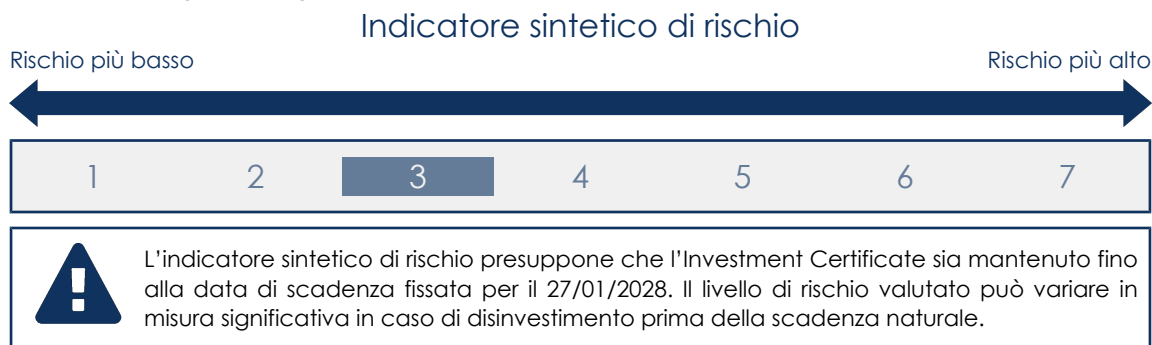 Indicatore sintetico di rischio
Rischio più basso
Rischio più alto
1 2 3 4 5 6 7
L'indicatore sintetico di rischio presuppone che l'Investment Certificate sia mantenuto fino
alla data di scadenza fissata per il 27/01/2028. Il livello di rischio valutato può variare in
misura significativa in caso di disinvestimento prima della scadenza naturale.